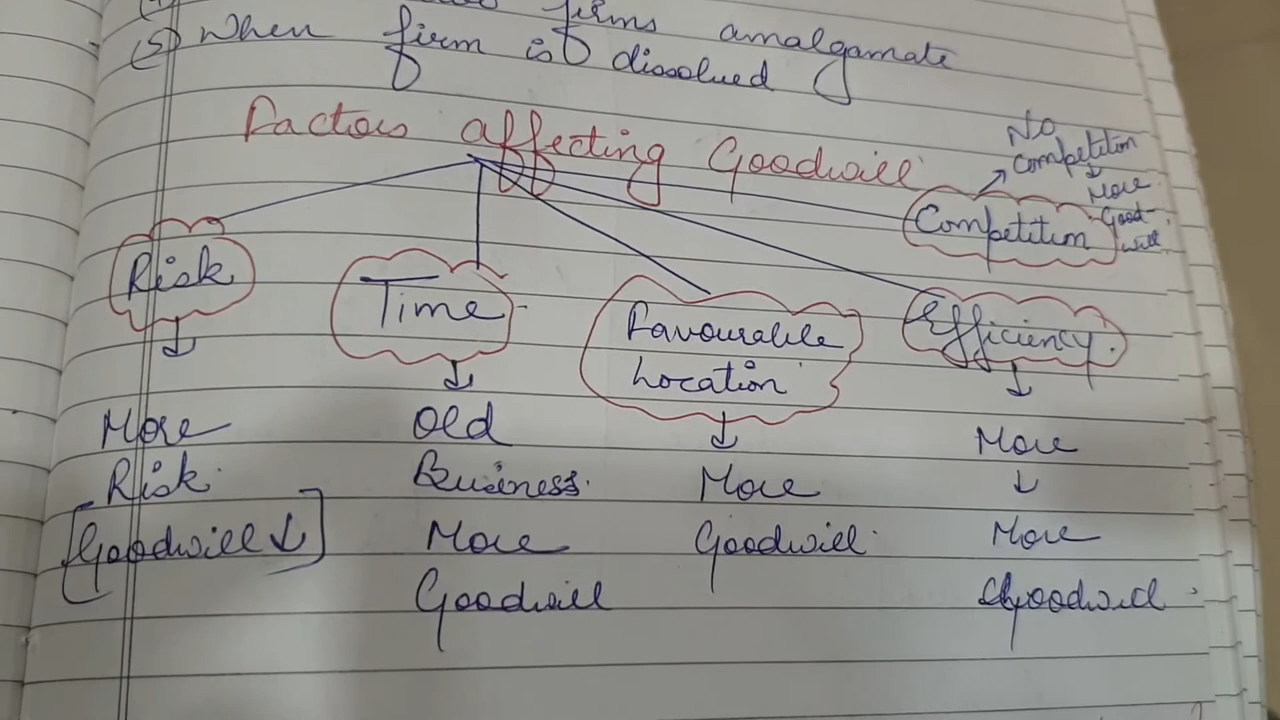 firms amalgamate
(5) When firm is dissolved
Factors affecting Goodwill
No
competition
More
Good-
will
Competition
Risk
Time
Favourable
Location
Efficiency.
More
Risk.
[Goodwill ↓]
Old
Business.
More
Goodwill
More
Goodwill.
More
↓
More
Goodwill.